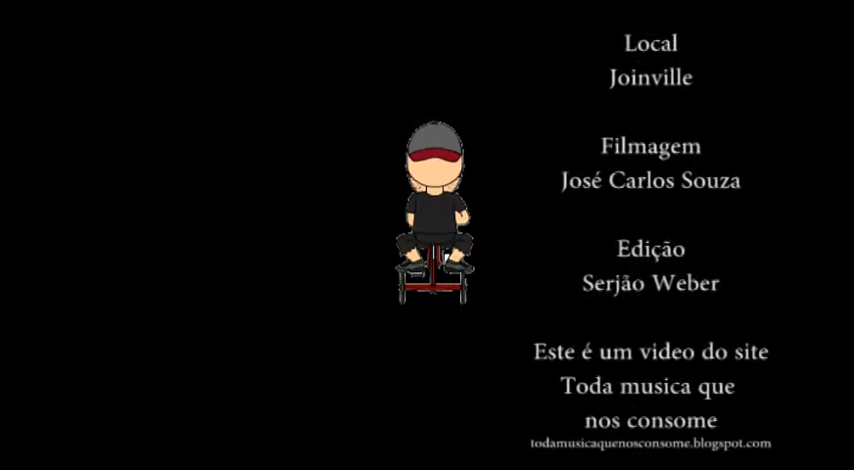 Local
Joinville
Filmagem
José Carlos Souza
Edição
Serjão Weber
Este é um video do site
Toda musica que
nos consome
todamusicaquenosconsome.blogspot.com